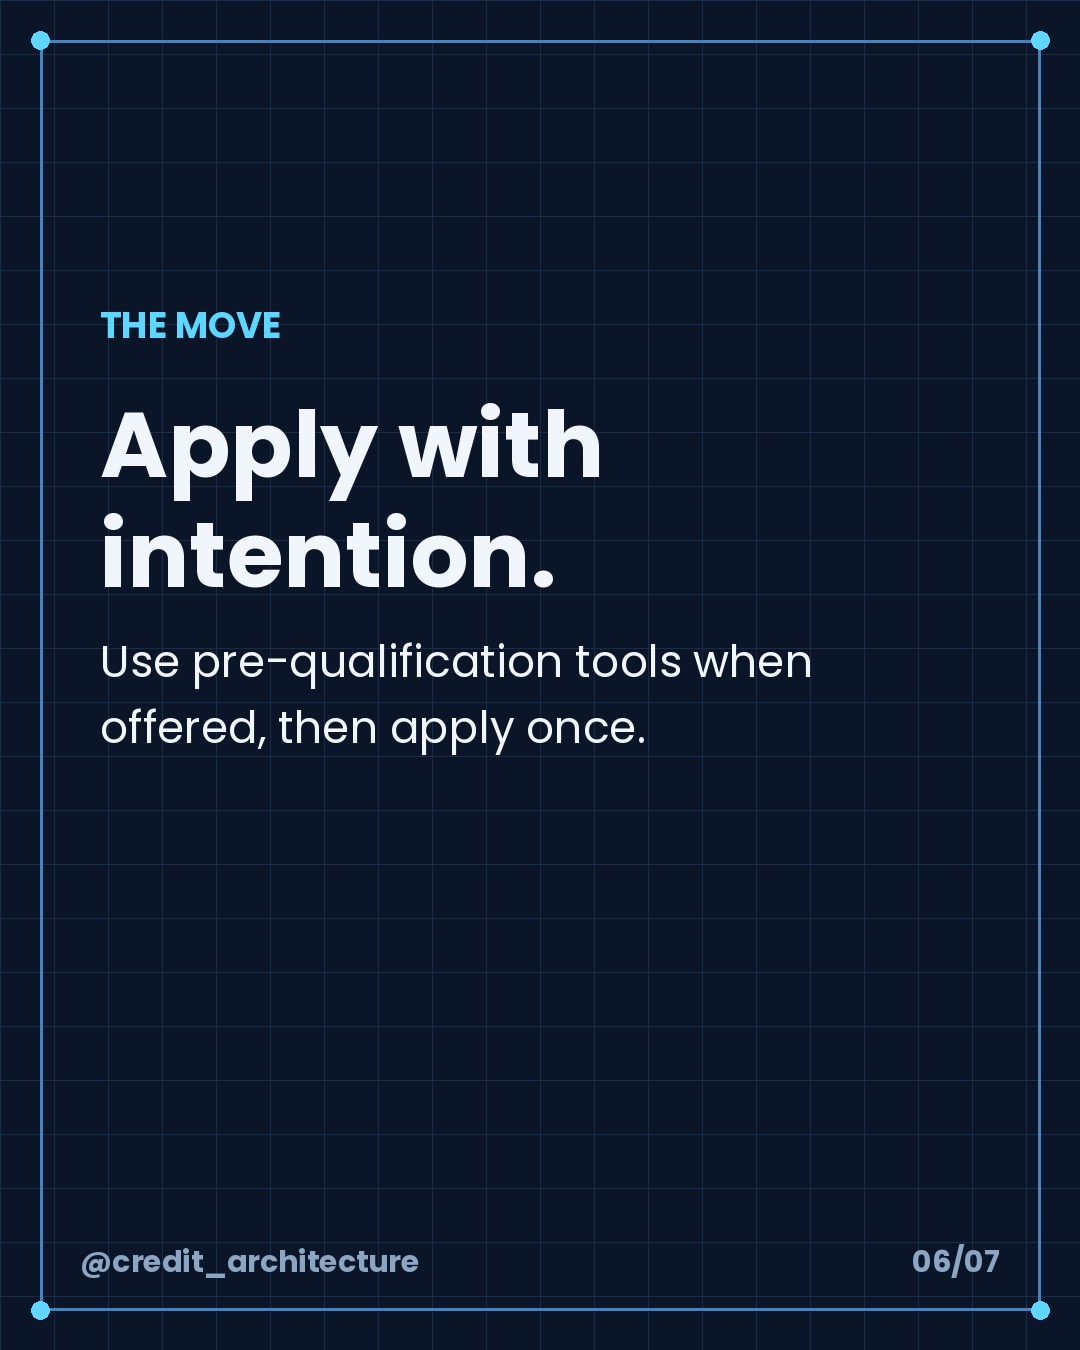 THE MOVE
Apply with
intention.
Use pre-qualification tools when
offered, then apply once.
@credit_architecture
06/07